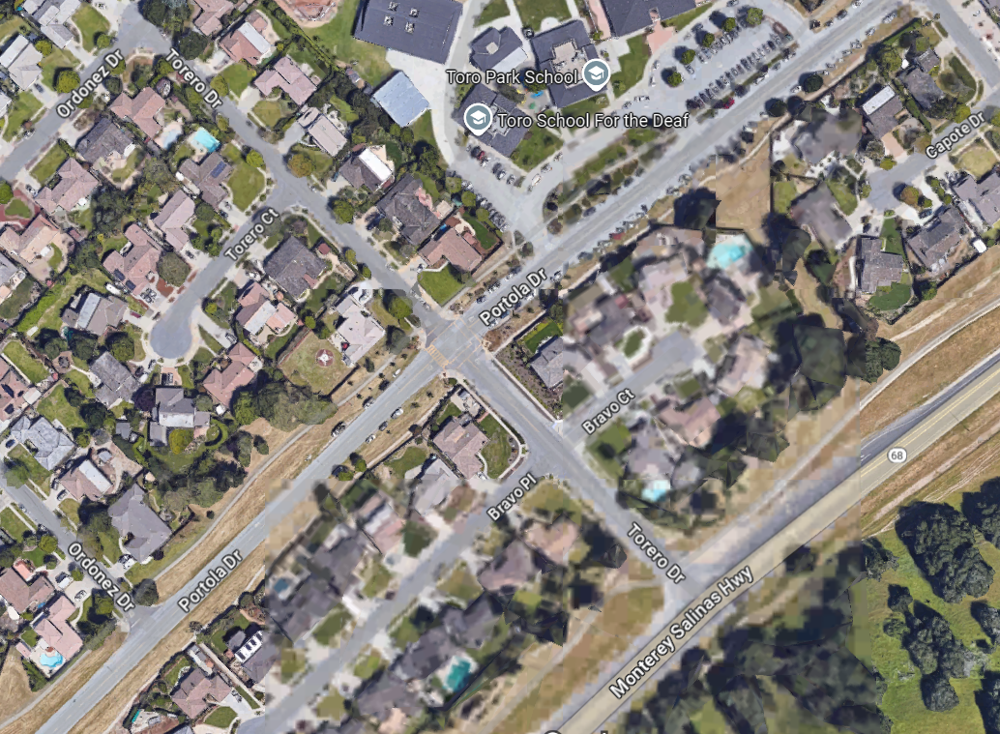 Ordonez Dr
Torero Dr
Toro Park School
Toro School For the Deaf
Capote Dr
Torero Ct
Portola Dr
Bravo Ct
68
Bravo Pl
Torero Dr
Ordonez Dr
Portola Dr
Monterey Salinas Hwy